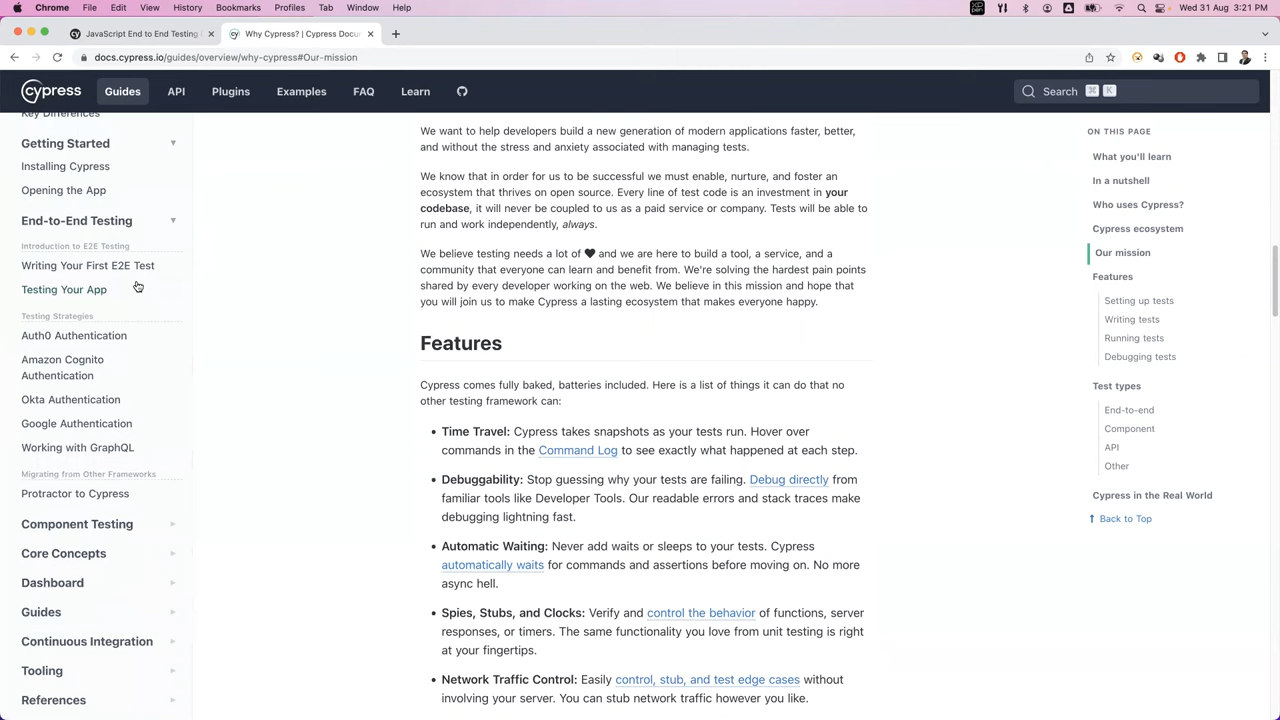 Chrome File Edit View History Bookmarks Profiles Tab Window Help Wed 31 Aug 3:21 PM
JavaScript End to End Testing Why Cypress? | Cypress Docu
docs.cypress.io/guides/overview/why-cypress#Our-mission
cypress Guides API Plugins Examples FAQ Learn Search ⌘ K
Key Differences
Getting Started
Installing Cypress
Opening the App
End-to-End Testing
Introduction to E2E Testing
Writing Your First E2E Test
Testing Your App
Testing Strategies
Auth0 Authentication
Amazon Cognito
Authentication
Okta Authentication
Google Authentication
Working with GraphQL
Migrating from Other Frameworks
Protractor to Cypress
Component Testing
Core Concepts
Dashboard
Guides
Continuous Integration
Tooling
References
We want to help developers build a new generation of modern applications faster, better,
and without the stress and anxiety associated with managing tests.
We know that in order for us to be successful we must enable, nurture, and foster an
ecosystem that thrives on open source. Every line of test code is an investment in your
codebase, it will never be coupled to us as a paid service or company. Tests will be able to
run and work independently, always.
We believe testing needs a lot of ♥ and we are here to build a tool, a service, and a
community that everyone can learn and benefit from. We're solving the hardest pain points
shared by every developer working on the web. We believe in this mission and hope that
you will join us to make Cypress a lasting ecosystem that makes everyone happy.
Features
Cypress comes fully baked, batteries included. Here is a list of things it can do that no
other testing framework can:
• Time Travel: Cypress takes snapshots as your tests run. Hover over
commands in the Command Log to see exactly what happened at each step.
• Debuggability: Stop guessing why your tests are failing. Debug directly from
familiar tools like Developer Tools. Our readable errors and stack traces make
debugging lightning fast.
• Automatic Waiting: Never add waits or sleeps to your tests. Cypress
automatically waits for commands and assertions before moving on. No more
async hell.
• Spies, Stubs, and Clocks: Verify and control the behavior of functions, server
responses, or timers. The same functionality you love from unit testing is right
at your fingertips.
• Network Traffic Control: Easily control, stub, and test edge cases without
involving your server. You can stub network traffic however you like.
ON THIS PAGE
What you'll learn
In a nutshell
Who uses Cypress?
Cypress ecosystem
Our mission
Features
Setting up tests
Writing tests
Running tests
Debugging tests
Test types
End-to-end
Component
API
Other
Cypress in the Real World
↑ Back to Top